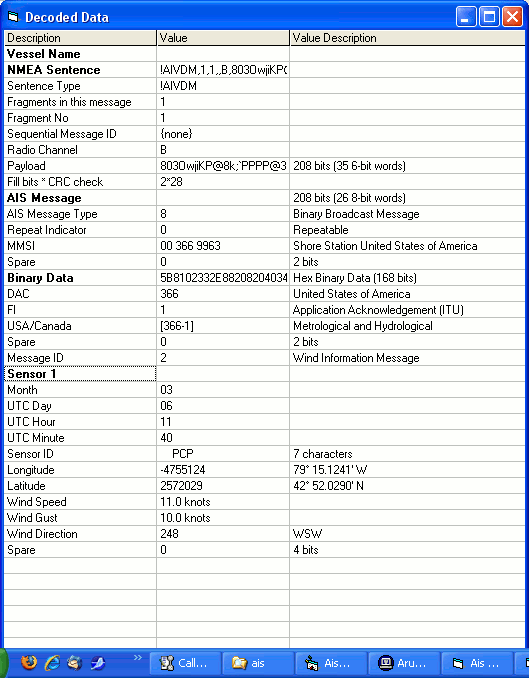 Decoded Data
Description Value Value Description
Vessel Name
NMEA Sentence !AIVDM,1,1,,B,803OwjiKP(
Sentence Type !AIVDM
Fragments in this message 1
Fragment No 1
Sequential Message ID {none}
Radio Channel B
Payload 803OwjiKP@8k;`PPPP@3 208 bits (35 6-bit words)
Fill bits * CRC check 2*28
AIS Message 208 bits (26 8-bit words)
AIS Message Type 8 Binary Broadcast Message
Repeat Indicator 0 Repeatable
MMSI 00 366 9963 Shore Station United States of America
Spare 0 2 bits
Binary Data 5B8102332E88208204034 Hex Binary Data (168 bits)
DAC 366 United States of America
FI 1 Application Acknowledgement (ITU)
USA/Canada [366-1] Metrological and Hydrological
Spare 0 2 bits
Message ID 2 Wind Information Message
Sensor 1
Month 03
UTC Day 06
UTC Hour 11
UTC Minute 40
Sensor ID PCP 7 characters
Longitude -4755124 79° 15.1241' W
Latitude 2572029 42° 52.0290' N
Wind Speed 11.0 knots
Wind Gust 10.0 knots
Wind Direction 248 WSW
Spare 0 4 bits
Call... ais Ais... Aru... Ais ...